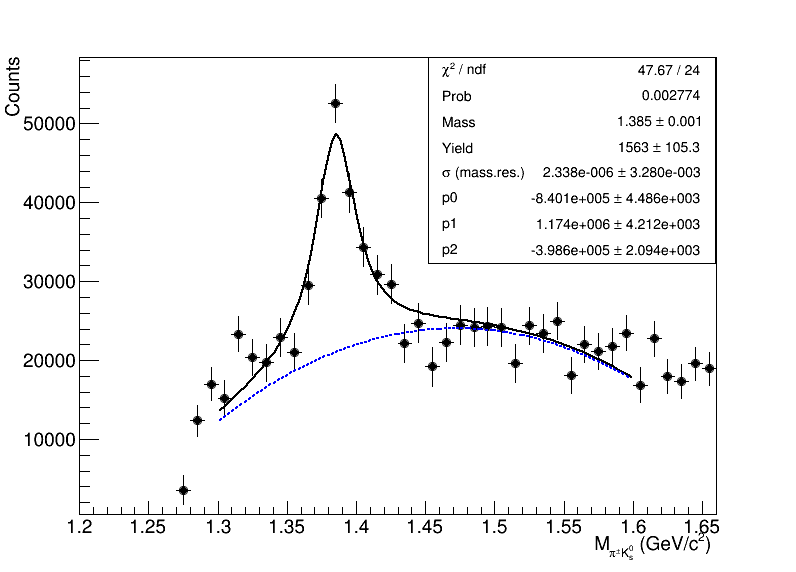 Counts
50000
40000
30000
20000
10000
χ² / ndf 47.67 / 24
Prob 0.002774
Mass 1.385 ± 0.001
Yield 1563 ± 105.3
σ (mass.res.) 2.338e-006 ± 3.280e-003
p0 -8.401e+005 ± 4.486e+003
p1 1.174e+006 ± 4.212e+003
p2 -3.986e+005 ± 2.094e+003
1.2 1.25 1.3 1.35 1.4 1.45 1.5 1.55 1.6 1.65
M_{π±K⁰ₛ} (GeV/c²)